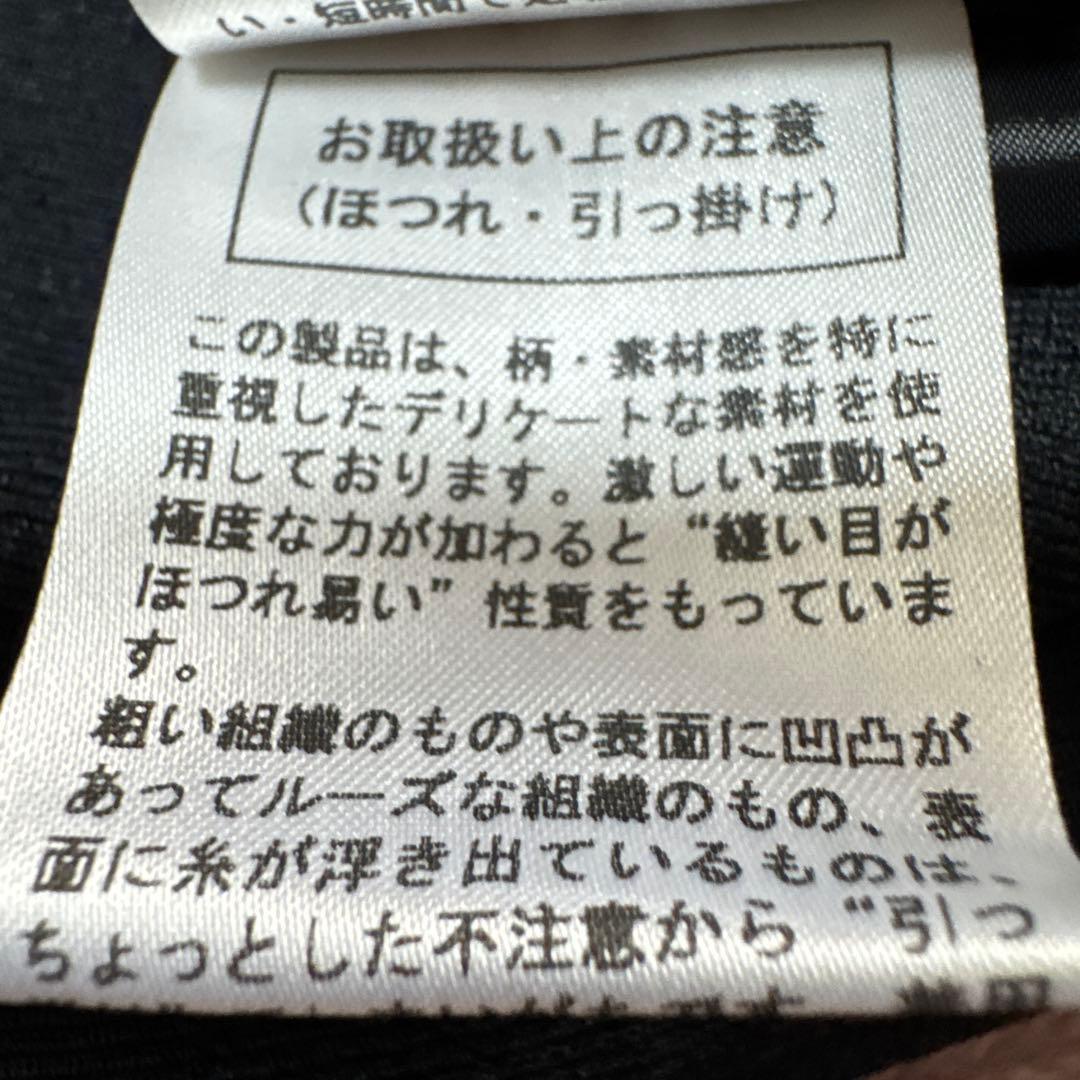 い・短時間で
お取扱い上の注意
(ほつれ・引っ掛け)
この製品は、柄・素材感を特に
重視したデリケートな素材を使
用しております。激しい運動や
極度な力が加わると“縫い目が
ほつれ易い”性質をもっていま
す。
粗い組織のものや表面に凹凸が
あってルーズな組織のもの、表
面に糸が浮き出ているものは、
ちょっとした不注意から“引っ